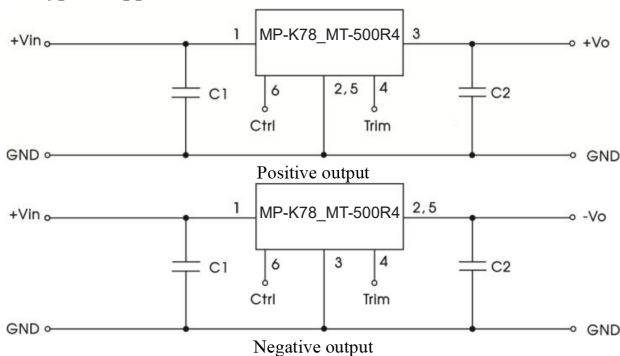 +Vin 1 MP-K78_MT-500R4 3 +Vo
C1 6 2,5 4 C2
Ctrl Trim
GND GND
Positive output
+Vin 1 MP-K78_MT-500R4 2,5 -Vo
C1 6 3 4 C2
Ctrl Trim
GND GND
Negative output